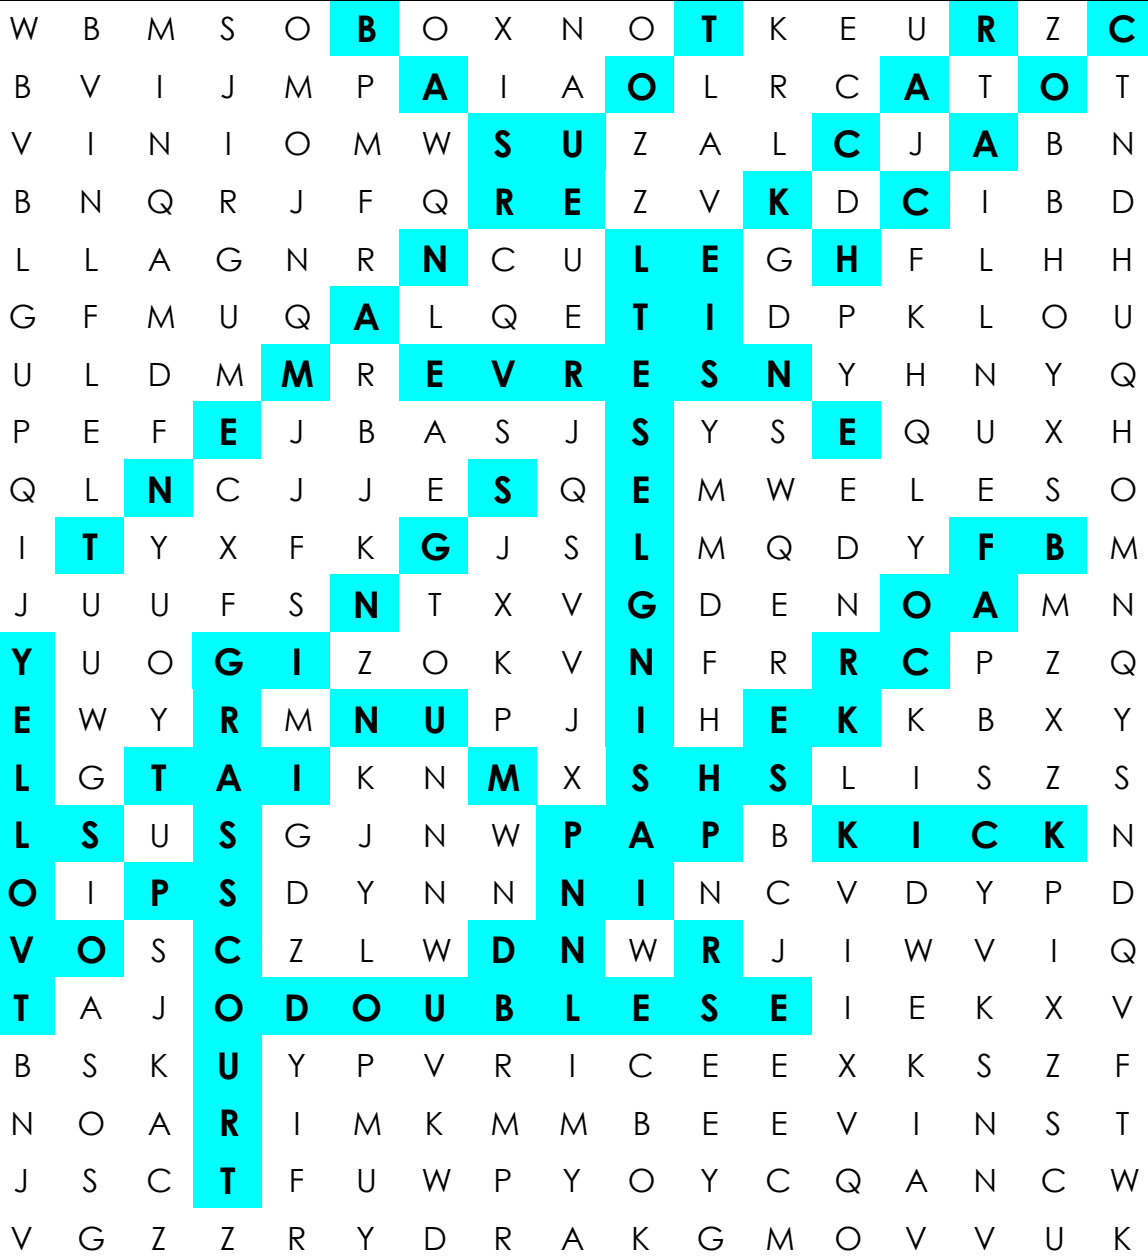 W B M S O B O X N O T K E U R Z C
B V I J M P A I A O L R C A T O T
V I N I O M W S U Z A L C J A B N
B N Q R J F Q R E Z V K D C I B D
L L A G N R N C U L E G H F L H H
G F M U Q A L Q E T I D P K L O U
U L D M M R E V R E S N Y H N Y Q
P E F E J B A S J S Y S E Q U X H
Q L N C J J E S Q E M W E L E S O
I T Y X F K G J S L M Q D Y F B M
J U U F S N T X V G D E N O A M N
Y U O G I Z O K V N F R R C P Z Q
E W Y R M N U P J I H E K K B X Y
L G T A I K N M X S H S L I S Z S
L S U S G J N W P A P B K I C K N
O I P S D Y N N N I N C V D Y P D
V O S C Z L W D N W R J I W V I Q
T A J O D O U B L E S E I E K X V
B S K U Y P V R I C E E X K S Z F
N O A R I M K M M B E E V I N S T
J S C T F U W P Y O Y C Q A N C W
V G Z Z R Y D R A K G M O V V U K